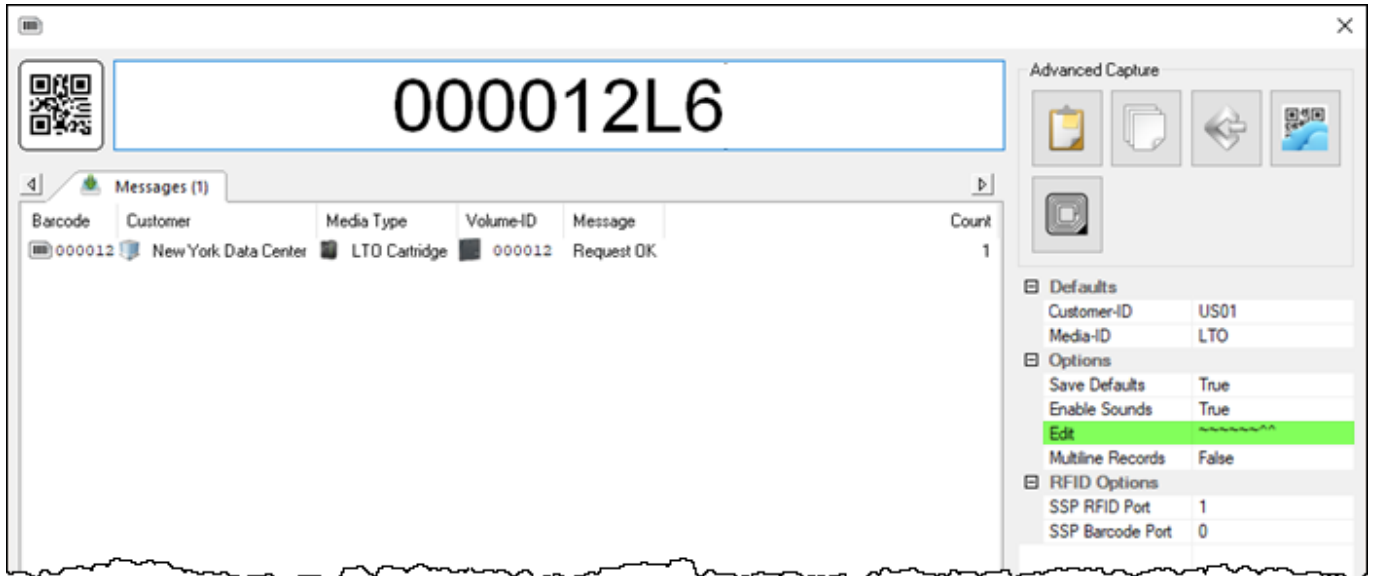 000012L6
Messages (1)
Barcode Customer Media Type Volume-ID Message Count
000012 New York Data Center LTO Cartridge 000012 Request OK 1
Advanced Capture
Defaults
Customer-ID US01
Media-ID LTO
Options
Save Defaults True
Enable Sounds True
Edit ~~~~~~^^
Multiline Records False
RFID Options
SSP RFID Port 1
SSP Barcode Port 0